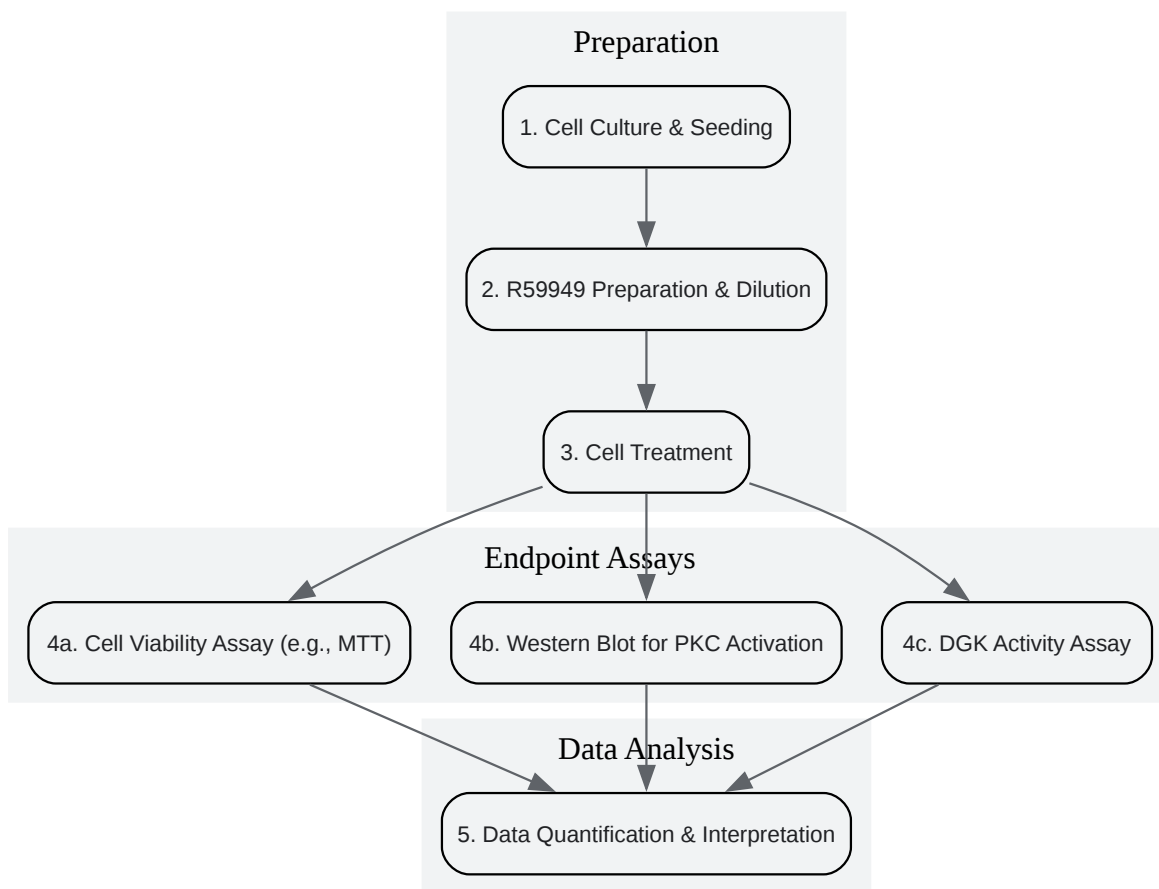 Preparation
1. Cell Culture & Seeding
2. R59949 Preparation & Dilution
3. Cell Treatment
Endpoint Assays
4a. Cell Viability Assay (e.g., MTT)
4b. Western Blot for PKC Activation
4c. DGK Activity Assay
Data Analysis
5. Data Quantification & Interpretation